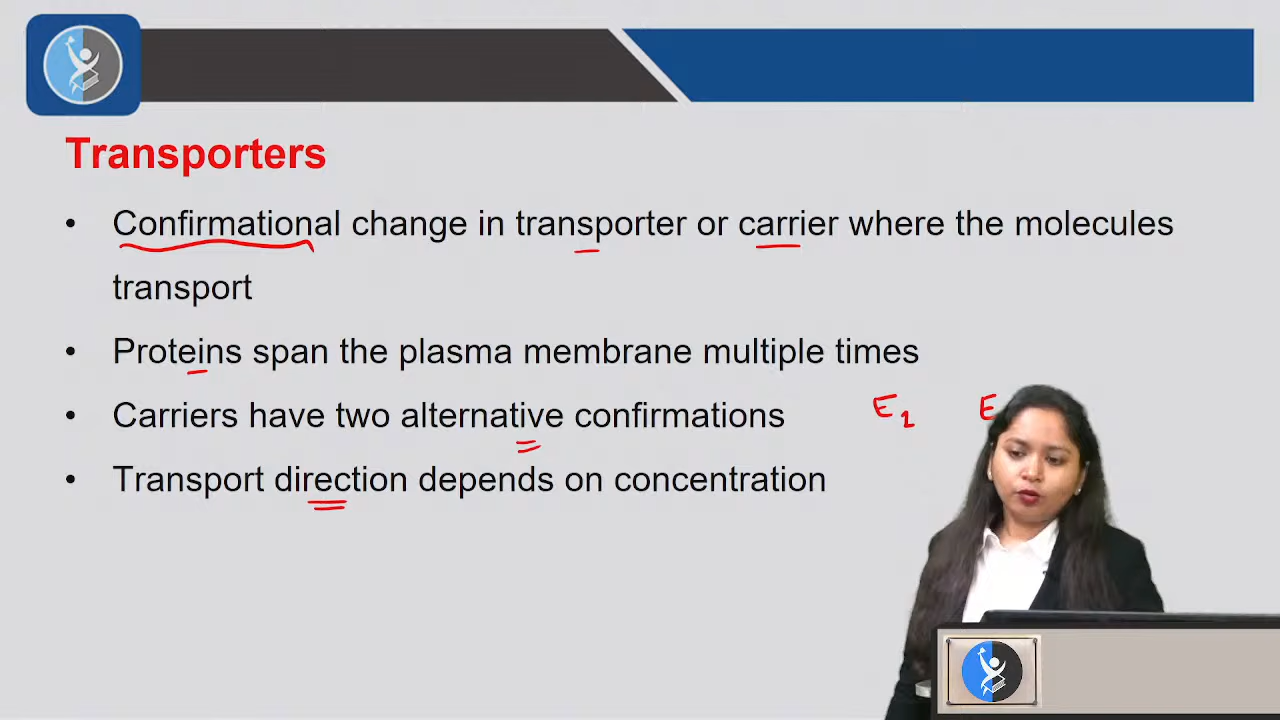 Transporters
• Confirmational change in transporter or carrier where the molecules
transport
• Proteins span the plasma membrane multiple times
• Carriers have two alternative confirmations E₂ E
• Transport direction depends on concentration